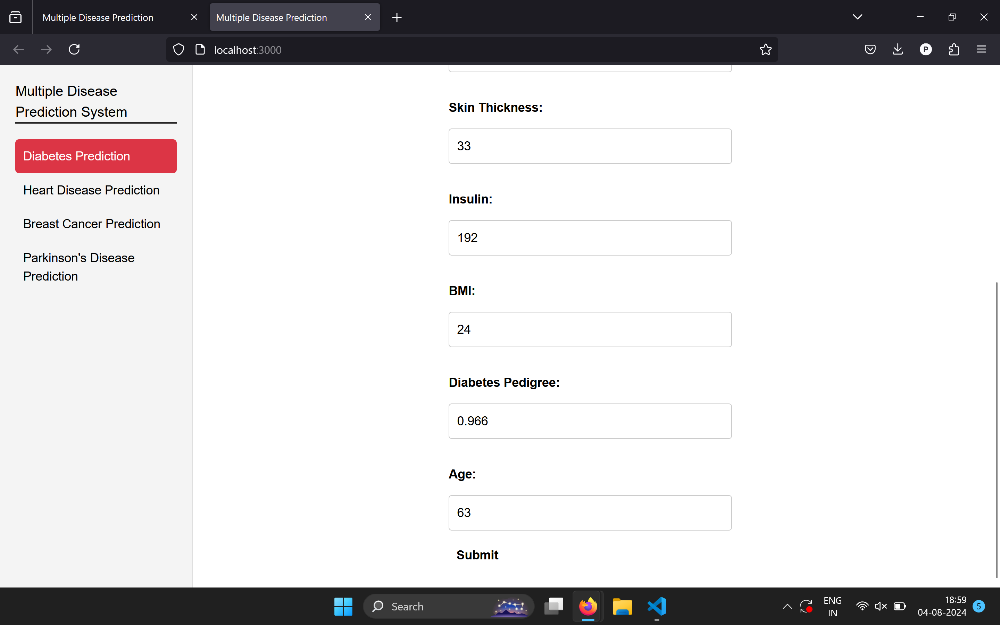 Multiple Disease Prediction
Multiple Disease Prediction
localhost:3000
P
Multiple Disease
Prediction System
Diabetes Prediction
Heart Disease Prediction
Breast Cancer Prediction
Parkinson's Disease
Prediction
Skin Thickness:
33
Insulin:
192
BMI:
24
Diabetes Pedigree:
0.966
Age:
63
Submit
Search
ENG
IN
18:59
04-08-2024
5